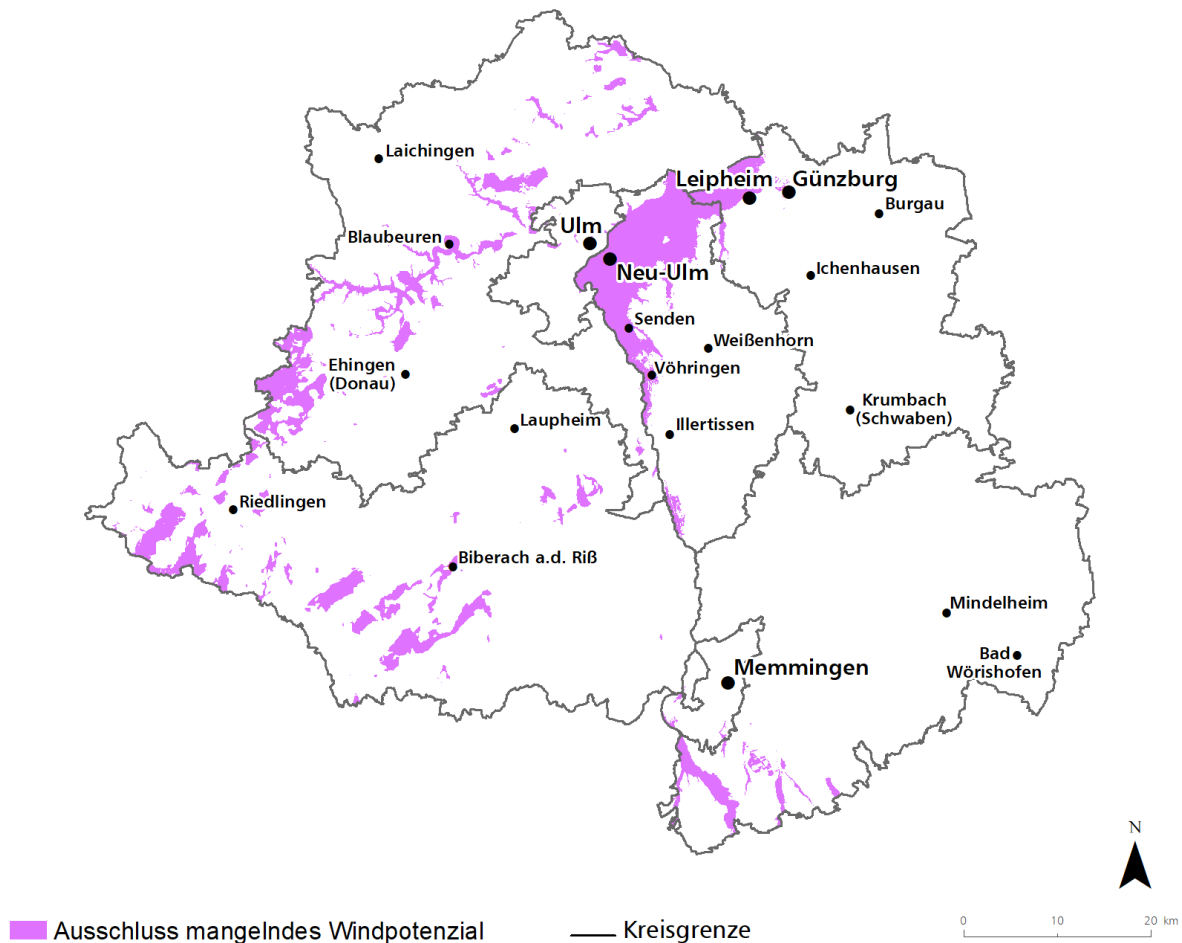 Laichingen
Leipheim
Günzburg
Burgau
Ulm
Blaubeuren
Neu-Ulm
Ichenhausen
Senden
Weißenhorn
Ehingen
(Donau)
Vöhringen
Krumbach
(Schwaben)
Laupheim
Illertissen
Riedlingen
Biberach a.d. Riß
Mindelheim
Bad
Wörishofen
Memmingen
N
Ausschluss mangelndes Windpotenzial
Kreisgrenze
0 10 20 km